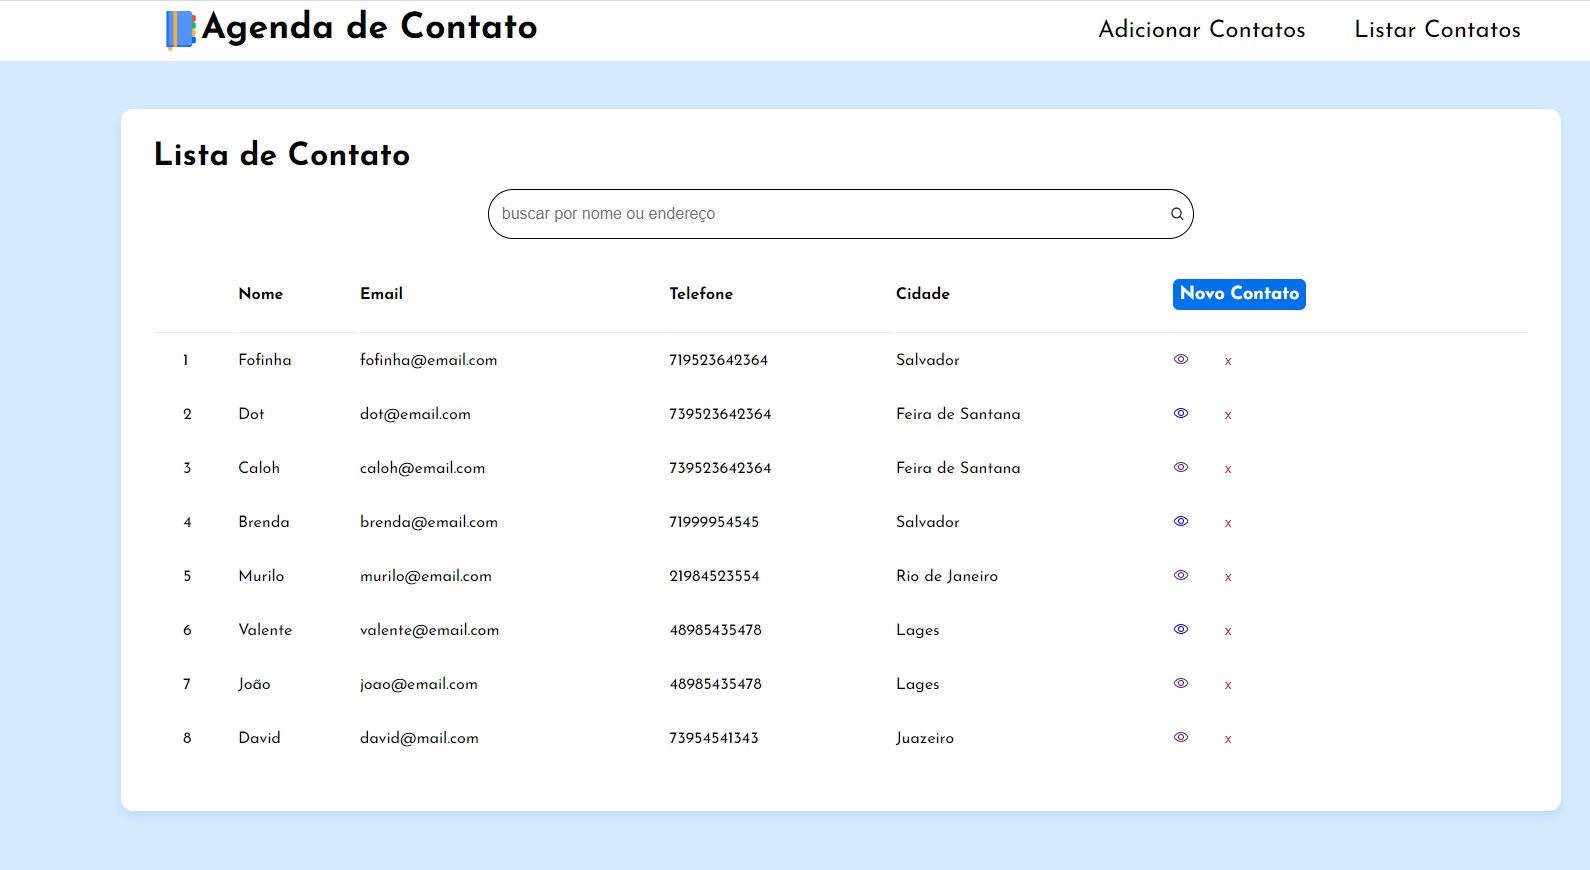 Agenda de Contato Adicionar Contatos Listar Contatos
Lista de Contato
buscar por nome ou endereço
Nome Email Telefone Cidade Novo Contato
1 Fofinha fofinha@email.com 719523642364 Salvador x
2 Dot dot@email.com 739523642364 Feira de Santana x
3 Caloh caloh@email.com 739523642364 Feira de Santana x
4 Brenda brenda@email.com 71999954545 Salvador x
5 Murilo murilo@email.com 21984523554 Rio de Janeiro x
6 Valente valente@email.com 48985435478 Lages x
7 João joao@email.com 48985435478 Lages x
8 David david@mail.com 73954541343 Juazeiro x